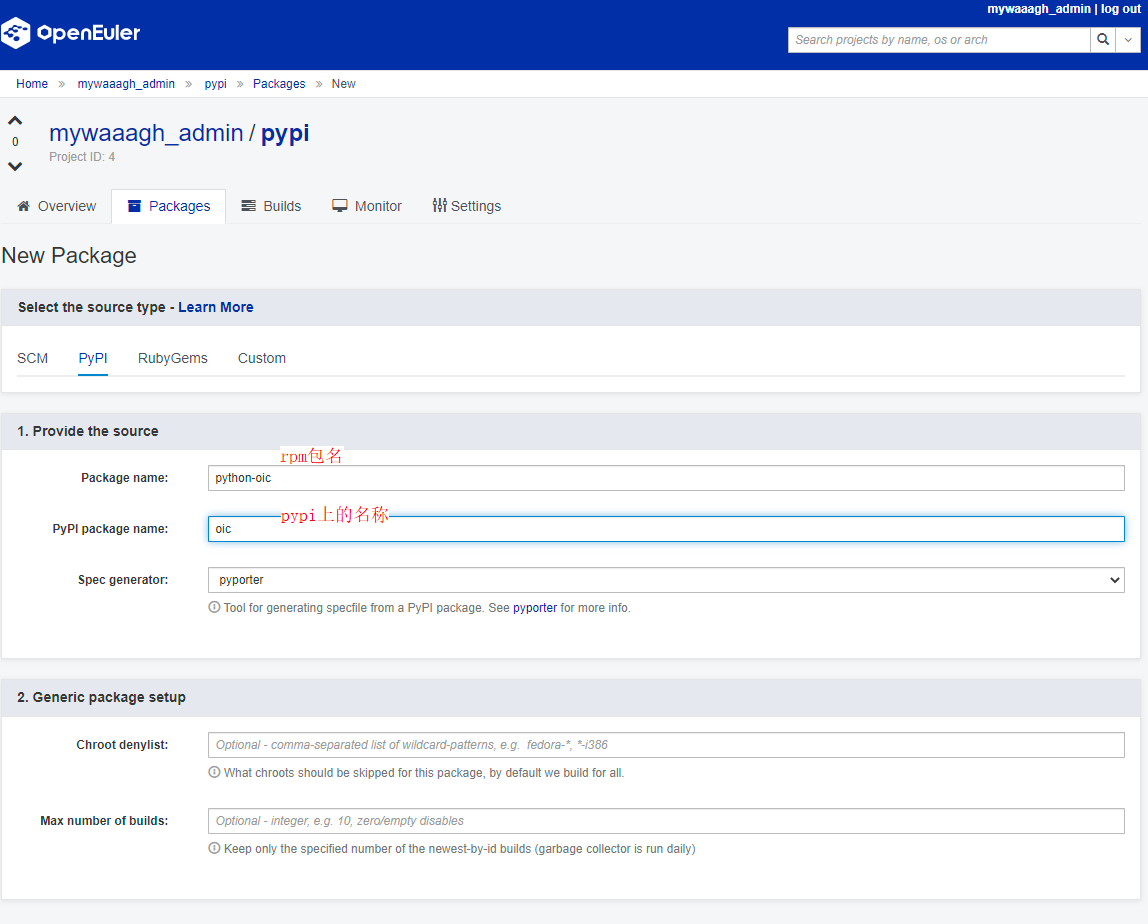 mywaaagh_admin | log out
openEuler
Search projects by name, os or arch
Home » mywaaagh_admin » pypi » Packages » New
0
mywaaagh_admin / pypi
Project ID: 4
Overview Packages Builds Monitor Settings
New Package
Select the source type - Learn More
SCM PyPI RubyGems Custom
1. Provide the source
rpm包名
Package name: python-oic
pypi上的名称
PyPI package name: oic
Spec generator: pyporter
Tool for generating specfile from a PyPI package. See pyporter for more info.
2. Generic package setup
Chroot denylist: Optional - comma-separated list of wildcard-patterns, e.g. fedora-*, *-i386
What chroots should be skipped for this package, by default we build for all.
Max number of builds: Optional - integer, e.g. 10, zero/empty disables
Keep only the specified number of the newest-by-id builds (garbage collector is run daily)